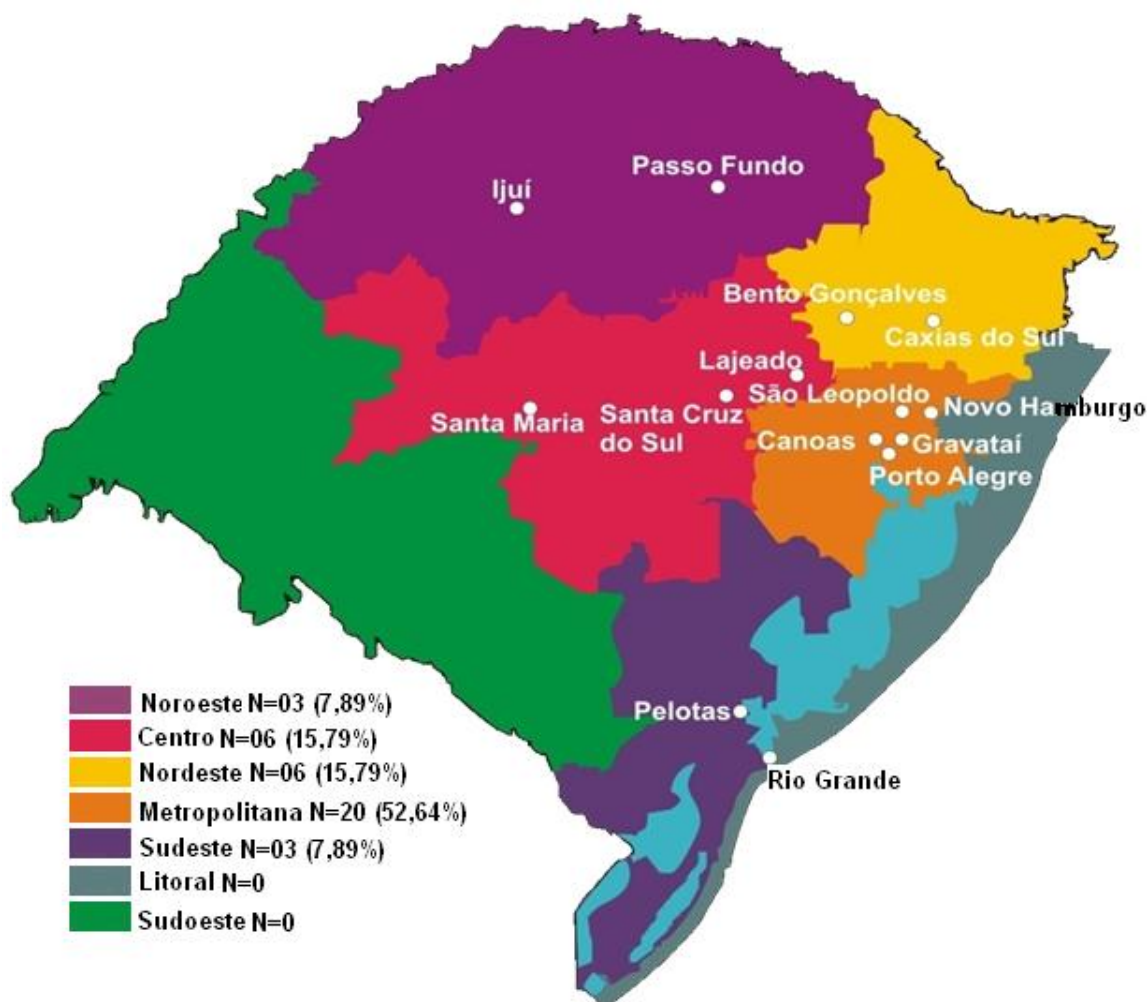 Passo Fundo
Ijuí
Bento Gonçalves
Caxias do Sul
Lajeado
São Leopoldo
Novo Hamburgo
Santa Maria
Santa Cruz
do Sul
Canoas
Gravataí
Porto Alegre
Pelotas
Rio Grande
Noroeste N=03 (7,89%)
Centro N=06 (15,79%)
Nordeste N=06 (15,79%)
Metropolitana N=20 (52,64%)
Sudeste N=03 (7,89%)
Litoral N=0
Sudoeste N=0